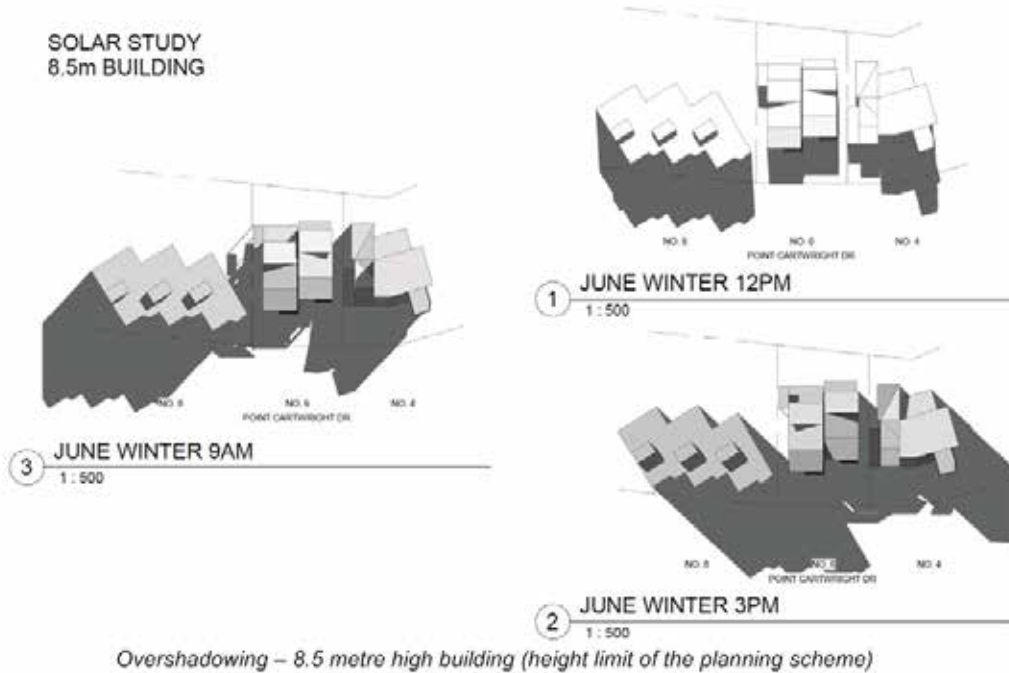 SOLAR STUDY
8.5m BUILDING
NO. 8 NO. 6 NO. 4
POINT CARTWRIGHT DR
1 JUNE WINTER 12PM
1 : 500
NO. 8 NO. 6 NO. 4
POINT CARTWRIGHT DR
3 JUNE WINTER 9AM
1 : 500
NO. 8 NO. 6 NO. 4
POINT CARTWRIGHT DR
2 JUNE WINTER 3PM
1 : 500
Overshadowing – 8.5 metre high building (height limit of the planning scheme)